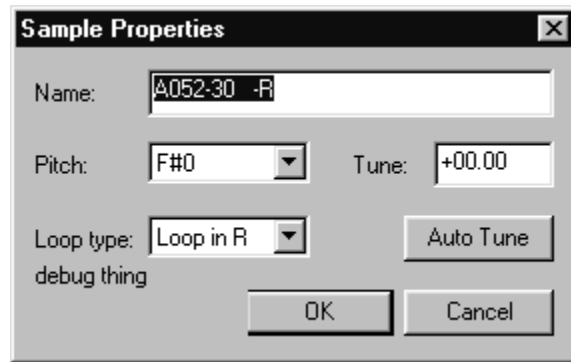 Sample Properties
Name: A052-30 -R
Pitch: F#0 Tune: +00.00
Loop type: Loop in R Auto Tune
debug thing
OK Cancel